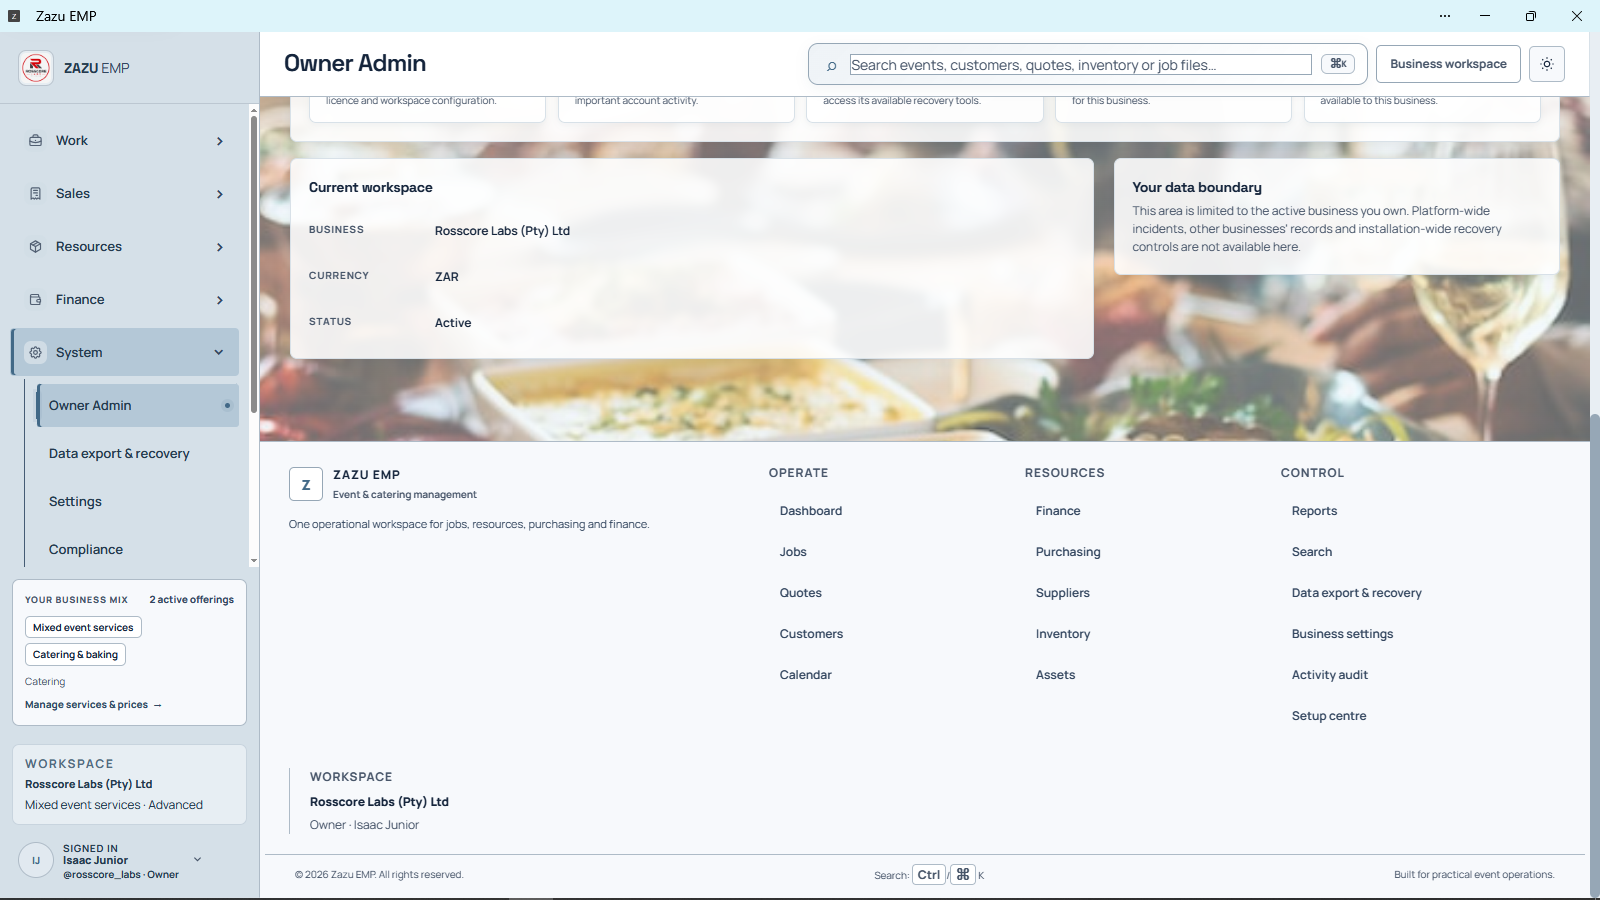 Zazu EMP
ROSSCORE
ZAZU EMP
Work
Sales
Resources
Finance
System
Owner Admin
Data export & recovery
Settings
Compliance
YOUR BUSINESS MIX
2 active offerings
Mixed event services
Catering & baking
Catering
Manage services & prices →
WORKSPACE
Rosscore Labs (Pty) Ltd
Mixed event services · Advanced
IJ
SIGNED IN
Isaac Junior
@rosscore_labs · Owner
Owner Admin
Search events, customers, quotes, inventory or job files...
⌘K
Business workspace
licence and workspace configuration.
important account activity.
access its available recovery tools.
for this business.
available to this business.
Current workspace
BUSINESS
Rosscore Labs (Pty) Ltd
CURRENCY
ZAR
STATUS
Active
Your data boundary
This area is limited to the active business you own. Platform-wide
incidents, other businesses' records and installation-wide recovery
controls are not available here.
Z
ZAZU EMP
Event & catering management
One operational workspace for jobs, resources, purchasing and finance.
OPERATE
Dashboard
Jobs
Quotes
Customers
Calendar
RESOURCES
Finance
Purchasing
Suppliers
Inventory
Assets
CONTROL
Reports
Search
Data export & recovery
Business settings
Activity audit
Setup centre
WORKSPACE
Rosscore Labs (Pty) Ltd
Owner · Isaac Junior
© 2026 Zazu EMP. All rights reserved.
Search: Ctrl / ⌘ K
Built for practical event operations.